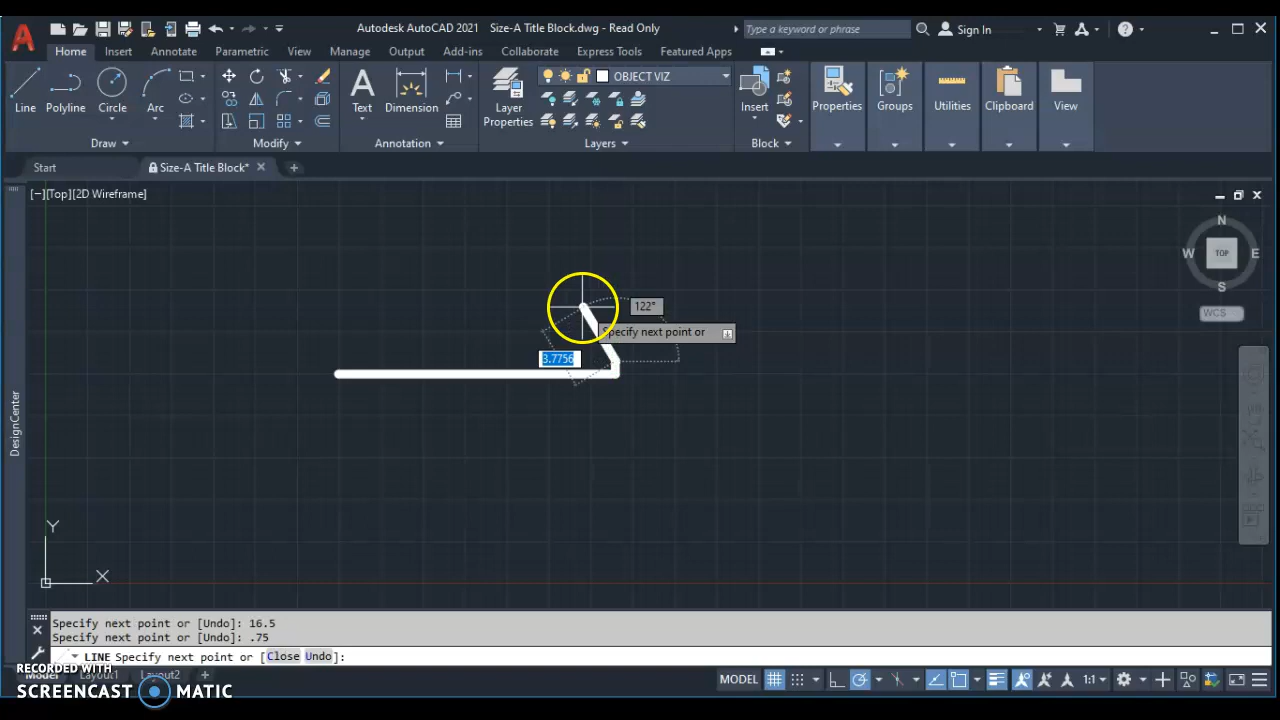 Autodesk AutoCAD 2021 Size-A Title Block.dwg - Read Only
Type a keyword or phrase
Sign In
Home Insert Annotate Parametric View Manage Output Add-ins Collaborate Express Tools Featured Apps
OBJECT VIZ
Line Polyline Circle Arc
Text Dimension
Layer Properties
Insert
Properties Groups Utilities Clipboard View
Draw Modify Annotation Layers Block
Start Size-A Title Block*
[−][Top][2D Wireframe]
N
W TOP E
S
WCS
122°
Specify next point or
3.7756
DesignCenter
Y
X
Specify next point or [Undo]: 16.5
Specify next point or [Undo]: .75
LINE Specify next point or [Close Undo]:
Model Layout1 Layout2 +
MODEL 1:1
RECORDED WITH
SCREENCAST MATIC